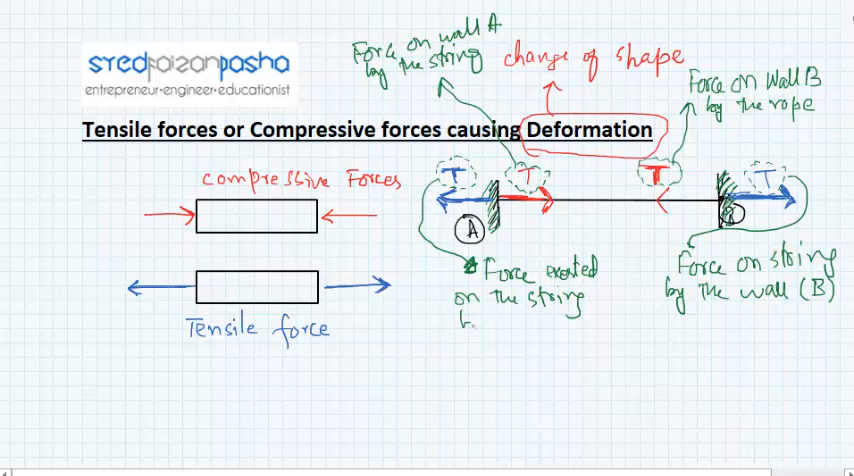 Force on wall A
by the string
change of shape
Force on Wall B
by the rope
SYEDFAIZANPASHA
entrepreneur•engineer•educationist
Tensile forces or Compressive forces causing Deformation
compressive Forces
T
T
T
T
A
B
Force exerted
on the string
b
Force on string
by the wall (B)
Tensile force